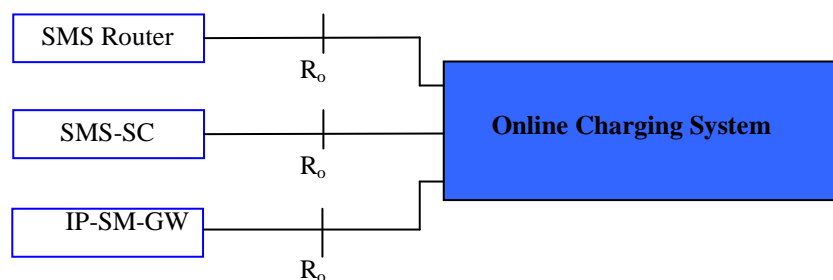 SMS Router
Rₒ
SMS-SC
Online Charging System
Rₒ
IP-SM-GW
Rₒ